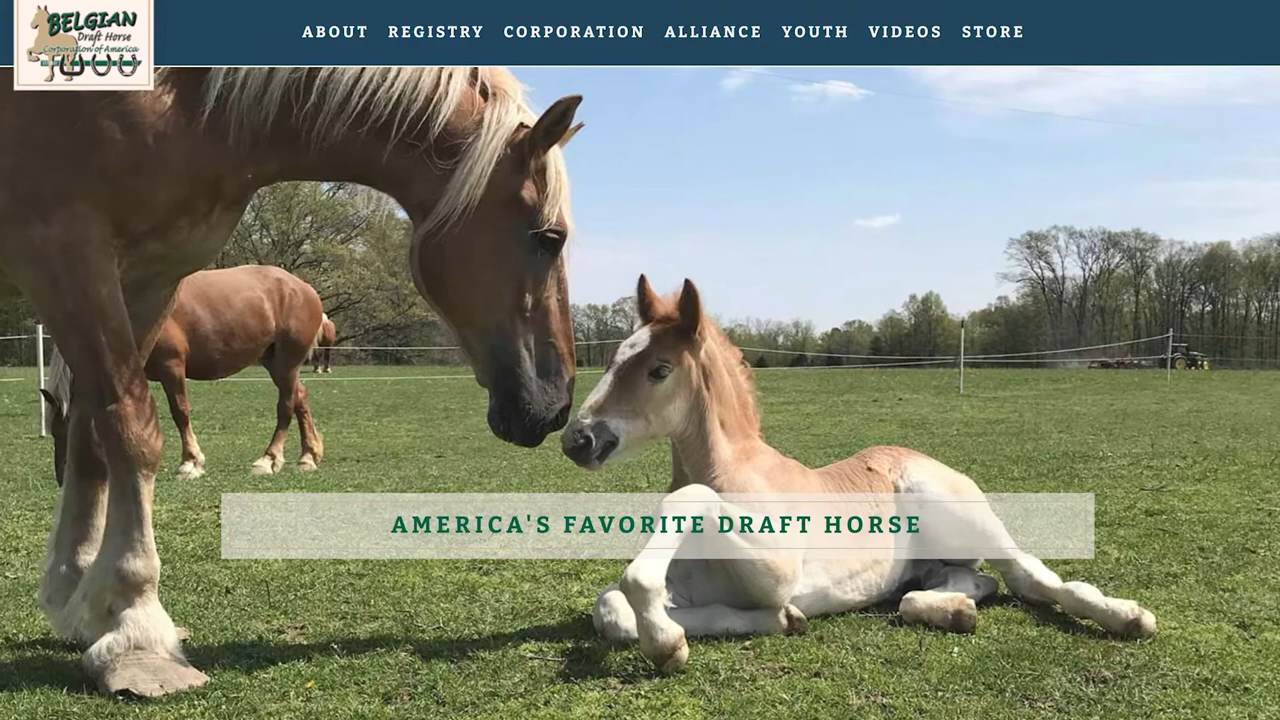 BELGIAN
Draft Horse
Corporation of America
ABOUT REGISTRY CORPORATION ALLIANCE YOUTH VIDEOS STORE
AMERICA'S FAVORITE DRAFT HORSE